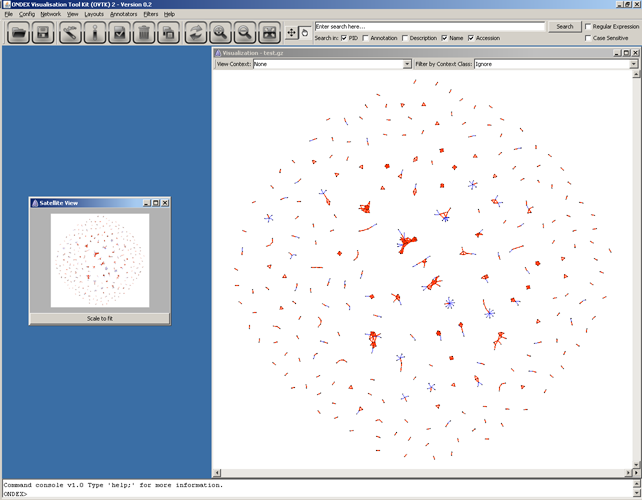 ONDEX Visualisation Tool Kit (OVTK) 2 - Version 0.2
File Config Network View Layouts Annotators Filters Help
Enter search here... Search Regular Expression
Search in: PID Annotation Description Name Accession Case Sensitive
Visualization - test.gz
View Context: None Filter by Context Class: Ignore
Satellite View
Scale to fit
Command console v1.0 Type 'help;' for more information.
ONDEX>